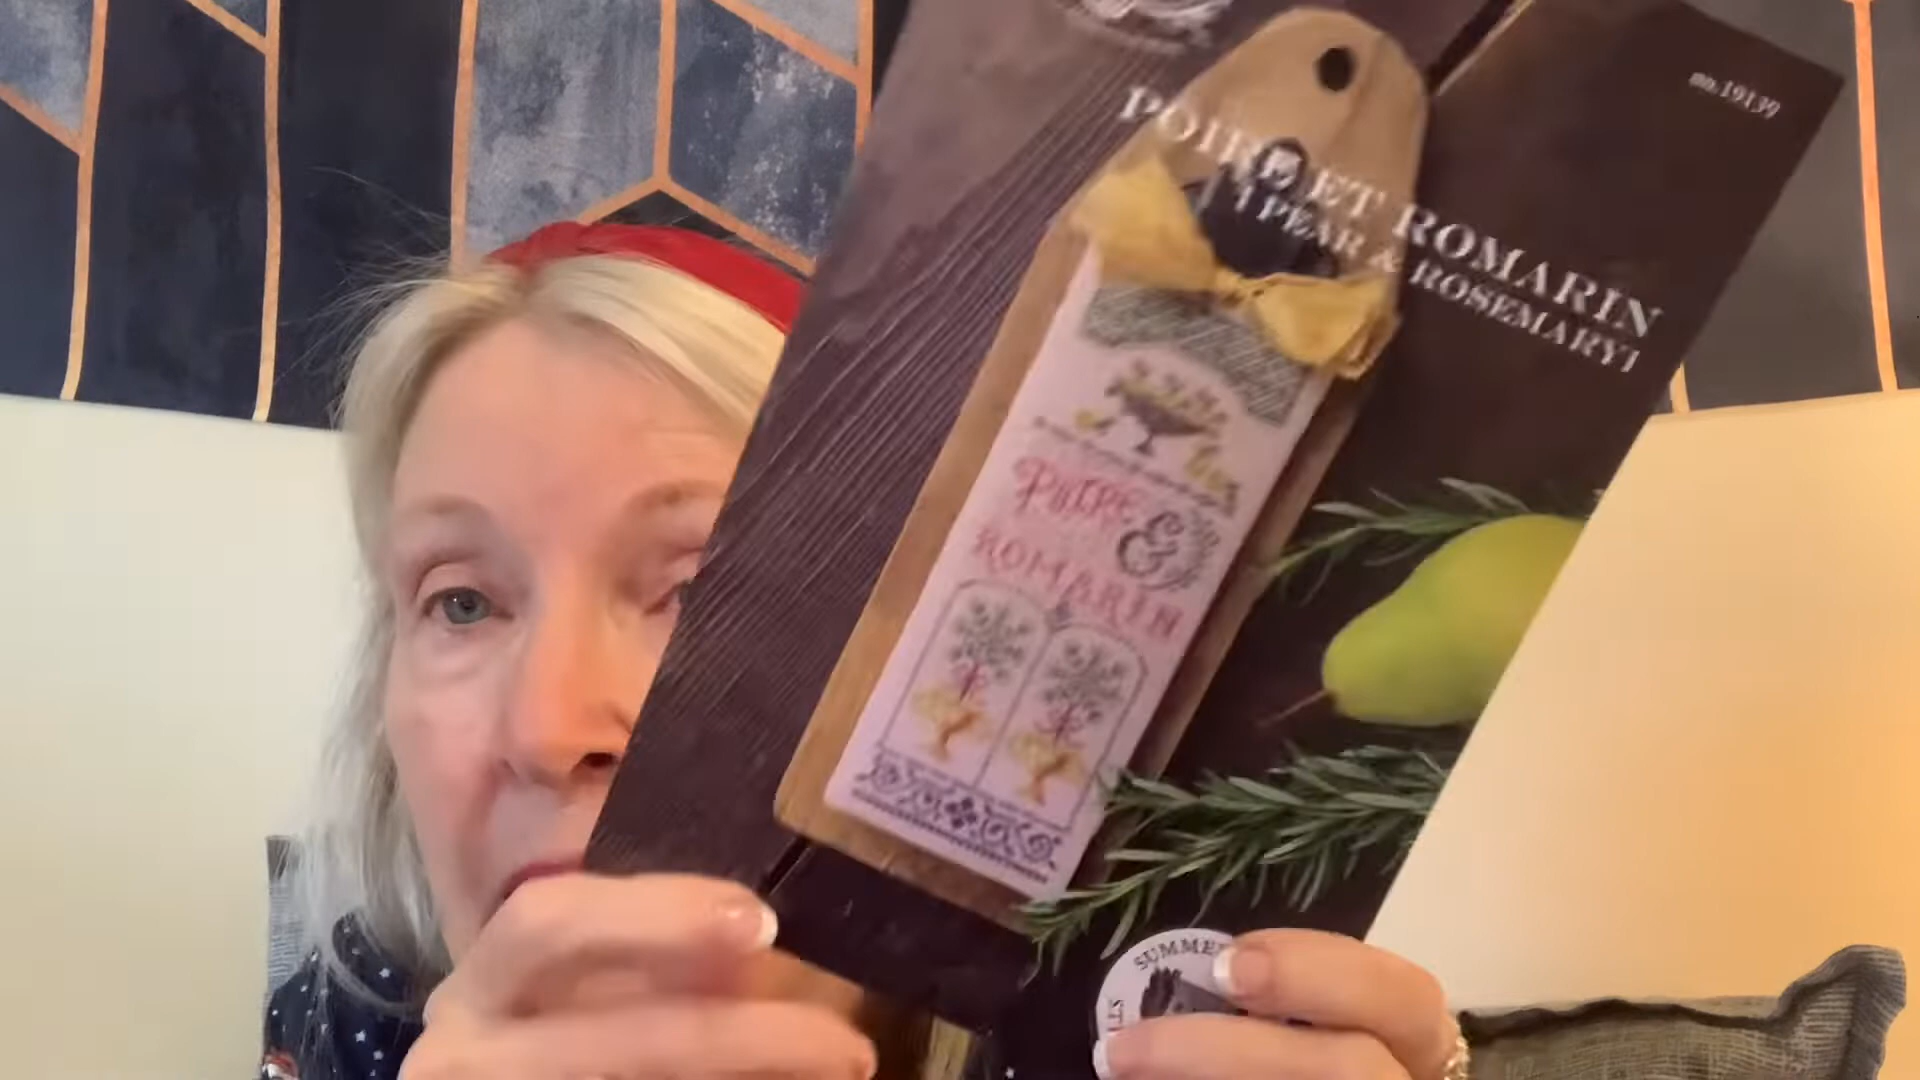 no.19139
POIRE ET ROMARIN
[PEAR & ROSEMARY]
POIRE &
ROMARIN
SUMMER